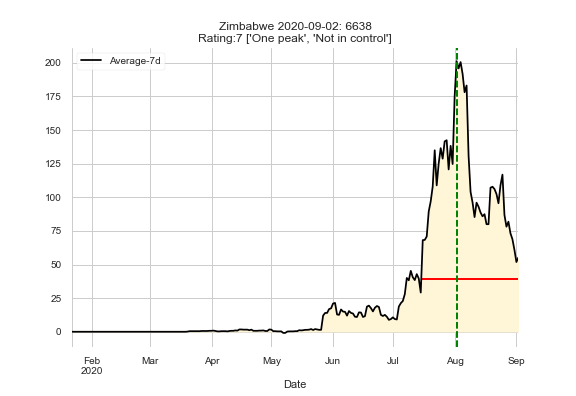 Zimbabwe 2020-09-02: 6638
Rating:7 ['One peak', 'Not in control']
Average-7d
200
175
150
125
100
75
50
25
0
Feb Mar Apr May Jun Jul Aug Sep
2020
Date